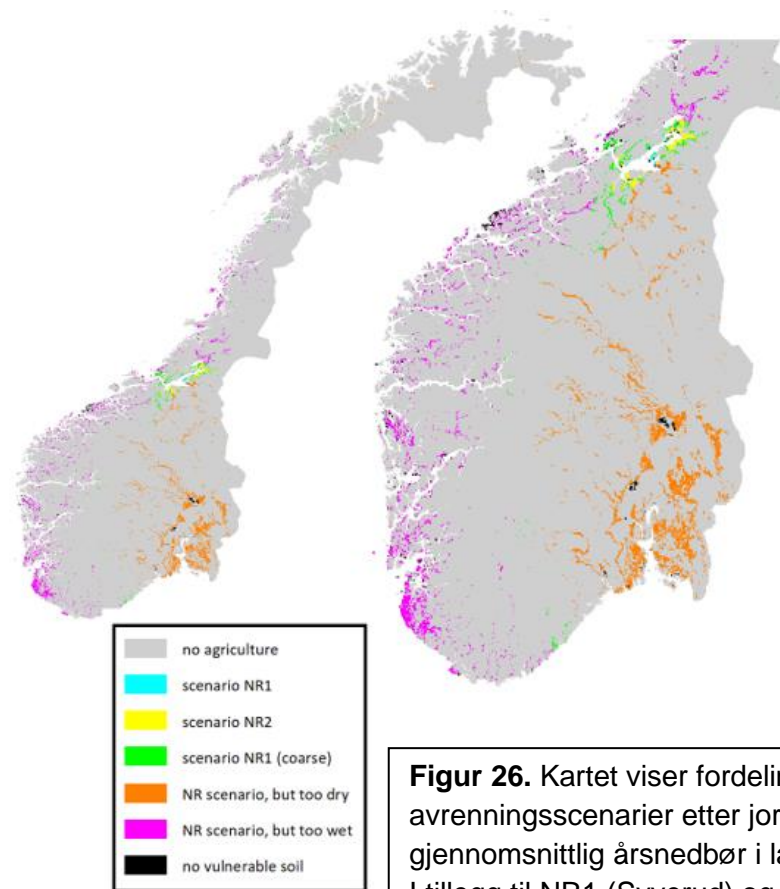 no agriculture
scenario NR1
scenario NR2
scenario NR1 (coarse)
NR scenario, but too dry
NR scenario, but too wet
no vulnerable soil
Figur 26. Kartet viser fordelin
avrenningsscenarier etter jor
gjennomsnittlig årsnedbør i la